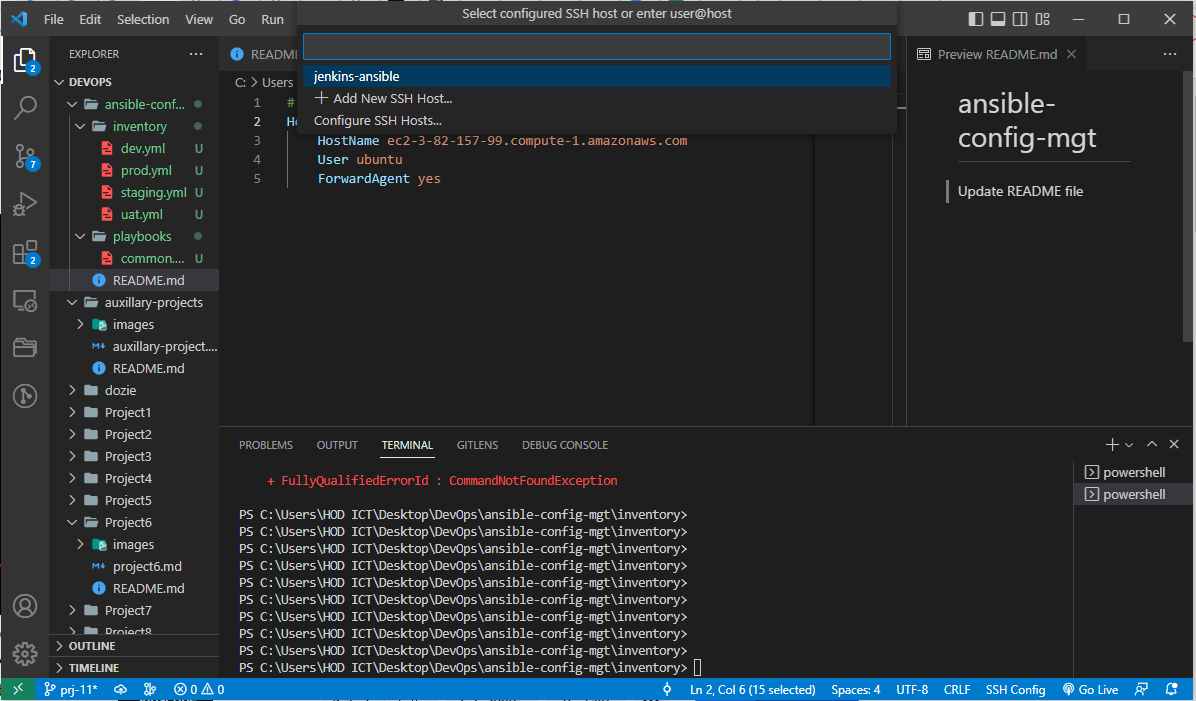 File Edit Selection View Go Run
Select configured SSH host or enter user@host
jenkins-ansible
Add New SSH Host...
Configure SSH Hosts...
EXPLORER
DEVOPS
ansible-conf...
inventory
dev.yml U
prod.yml U
staging.yml U
uat.yml U
playbooks
common.... U
README.md
auxillary-projects
images
auxillary-project....
README.md
dozie
Project1
Project2
Project3
Project4
Project5
Project6
images
project6.md
README.md
Project7
Project8
OUTLINE
TIMELINE
2
7
2
C: > Users
1 #
2
3 HostName ec2-3-82-157-99.compute-1.amazonaws.com
4 User ubuntu
5 ForwardAgent yes
Preview README.md
ansible-
config-mgt
Update README file
PROBLEMS OUTPUT TERMINAL GITLENS DEBUG CONSOLE
+ FullyQualifiedErrorId : CommandNotFoundException
PS C:\Users\HOD ICT\Desktop\DevOps\ansible-config-mgt\inventory>
PS C:\Users\HOD ICT\Desktop\DevOps\ansible-config-mgt\inventory>
PS C:\Users\HOD ICT\Desktop\DevOps\ansible-config-mgt\inventory>
PS C:\Users\HOD ICT\Desktop\DevOps\ansible-config-mgt\inventory>
PS C:\Users\HOD ICT\Desktop\DevOps\ansible-config-mgt\inventory>
PS C:\Users\HOD ICT\Desktop\DevOps\ansible-config-mgt\inventory>
PS C:\Users\HOD ICT\Desktop\DevOps\ansible-config-mgt\inventory>
PS C:\Users\HOD ICT\Desktop\DevOps\ansible-config-mgt\inventory>
PS C:\Users\HOD ICT\Desktop\DevOps\ansible-config-mgt\inventory>
PS C:\Users\HOD ICT\Desktop\DevOps\ansible-config-mgt\inventory>
powershell
powershell
prj-11* 0 0 Ln 2, Col 6 (15 selected) Spaces: 4 UTF-8 CRLF SSH Config Go Live